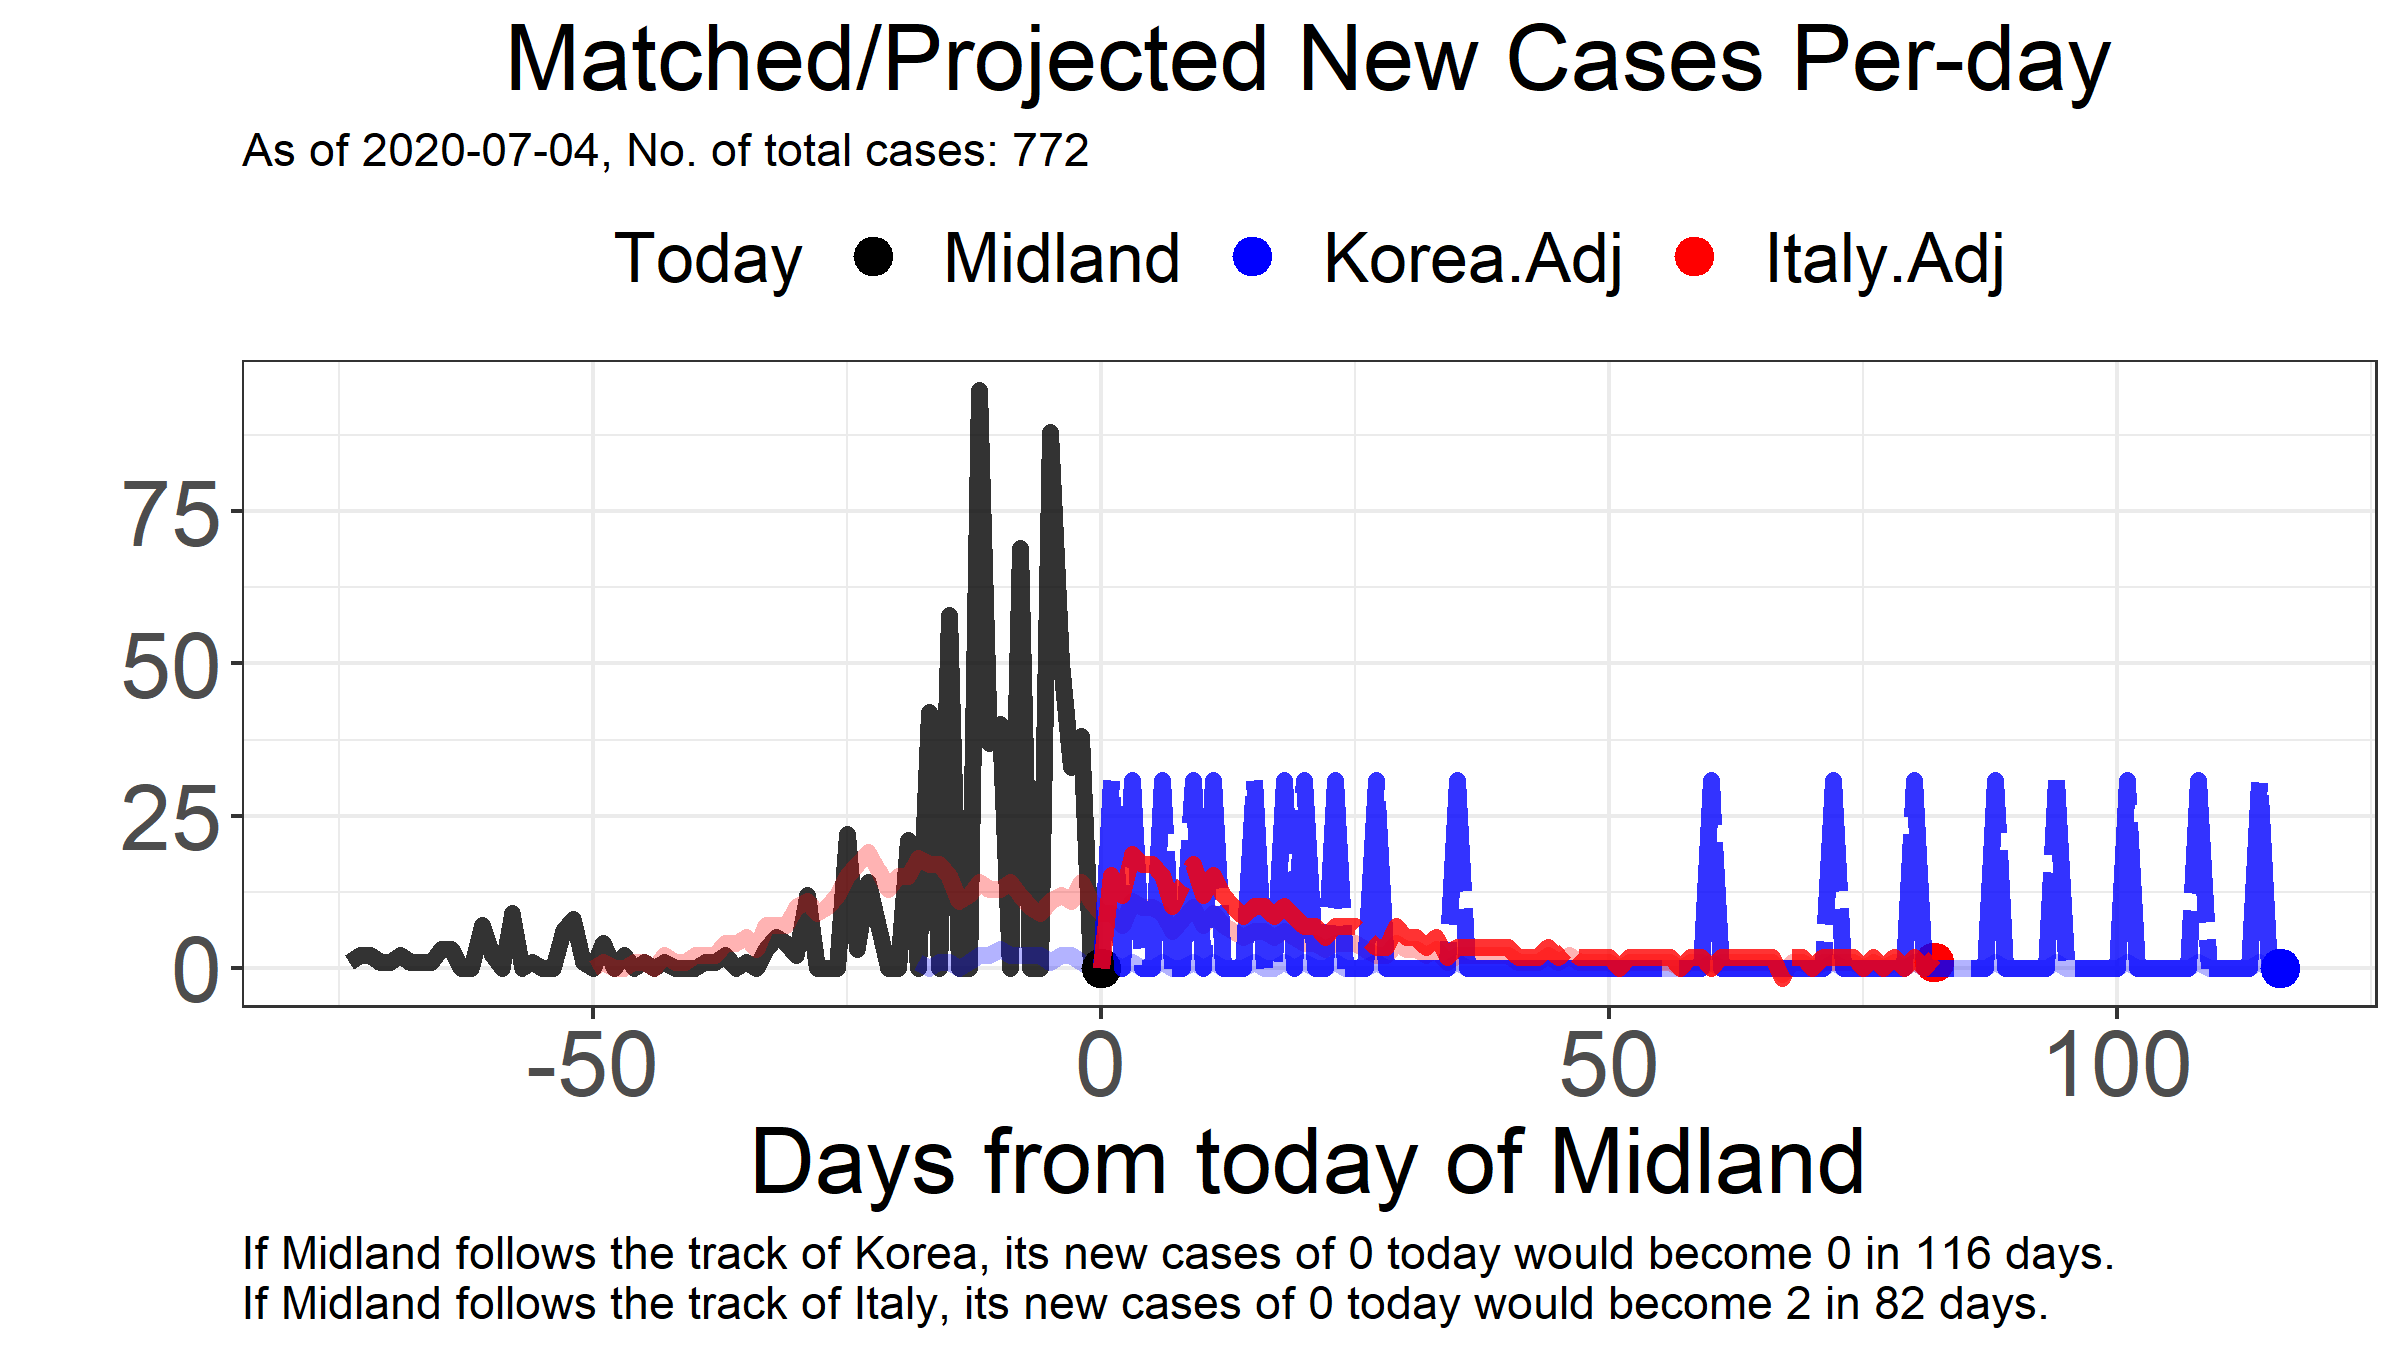 Matched/Projected New Cases Per-day
As of 2020-07-04, No. of total cases: 772
Today Midland Korea.Adj Italy.Adj
75
50
25
0
-50 0 50 100
Days from today of Midland
If Midland follows the track of Korea, its new cases of 0 today would become 0 in 116 days.
If Midland follows the track of Italy, its new cases of 0 today would become 2 in 82 days.